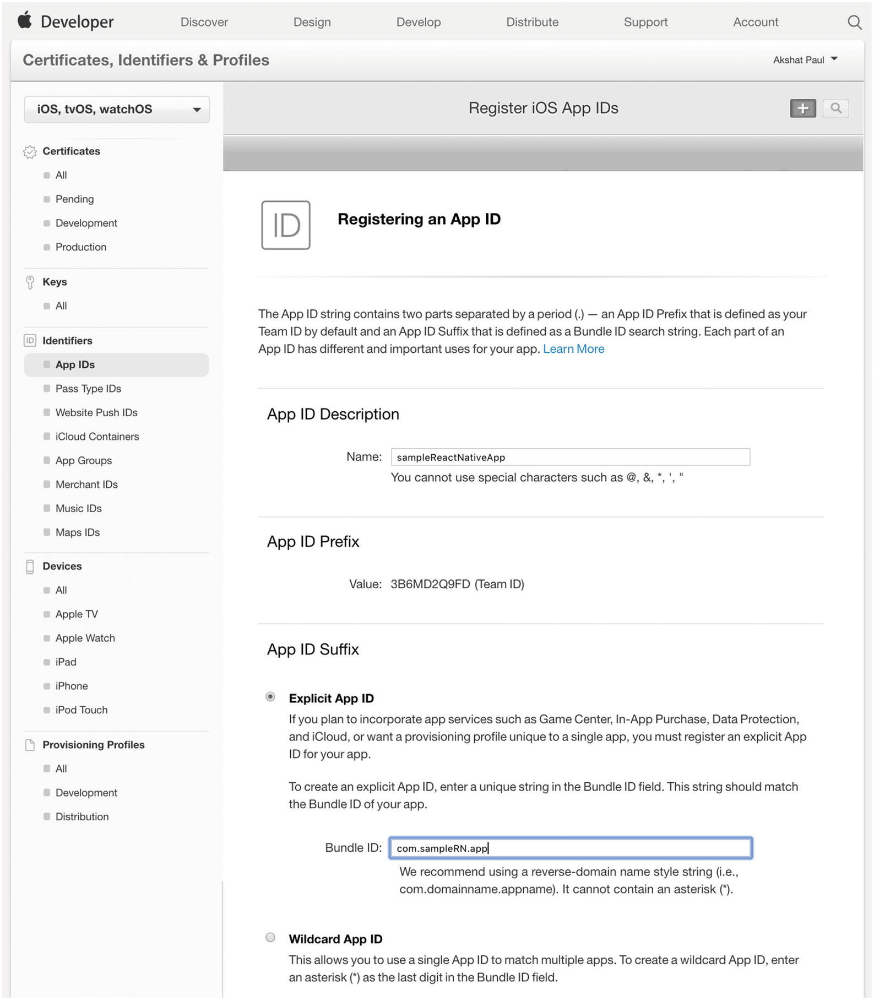 Developer
Discover
Design
Develop
Distribute
Support
Account
Certificates, Identifiers & Profiles
Akshat Paul
iOS, tvOS, watchOS
Certificates
All
Pending
Development
Production
Keys
All
ID Identifiers
App IDs
Pass Type IDs
Website Push IDs
iCloud Containers
App Groups
Merchant IDs
Music IDs
Maps IDs
Devices
All
Apple TV
Apple Watch
iPad
iPhone
iPod Touch
Provisioning Profiles
All
Development
Distribution
Register iOS App IDs
ID
Registering an App ID
The App ID string contains two parts separated by a period (.) — an App ID Prefix that is defined as your
Team ID by default and an App ID Suffix that is defined as a Bundle ID search string. Each part of an
App ID has different and important uses for your app. Learn More
App ID Description
Name: sampleReactNativeApp
You cannot use special characters such as @, &, *, ', "
App ID Prefix
Value: 3B6MD2Q9FD (Team ID)
App ID Suffix
Explicit App ID
If you plan to incorporate app services such as Game Center, In-App Purchase, Data Protection,
and iCloud, or want a provisioning profile unique to a single app, you must register an explicit App
ID for your app.
To create an explicit App ID, enter a unique string in the Bundle ID field. This string should match
the Bundle ID of your app.
Bundle ID: com.sampleRN.app
We recommend using a reverse-domain name style string (i.e.,
com.domainname.appname). It cannot contain an asterisk (*).
Wildcard App ID
This allows you to use a single App ID to match multiple apps. To create a wildcard App ID, enter
an asterisk (*) as the last digit in the Bundle ID field.